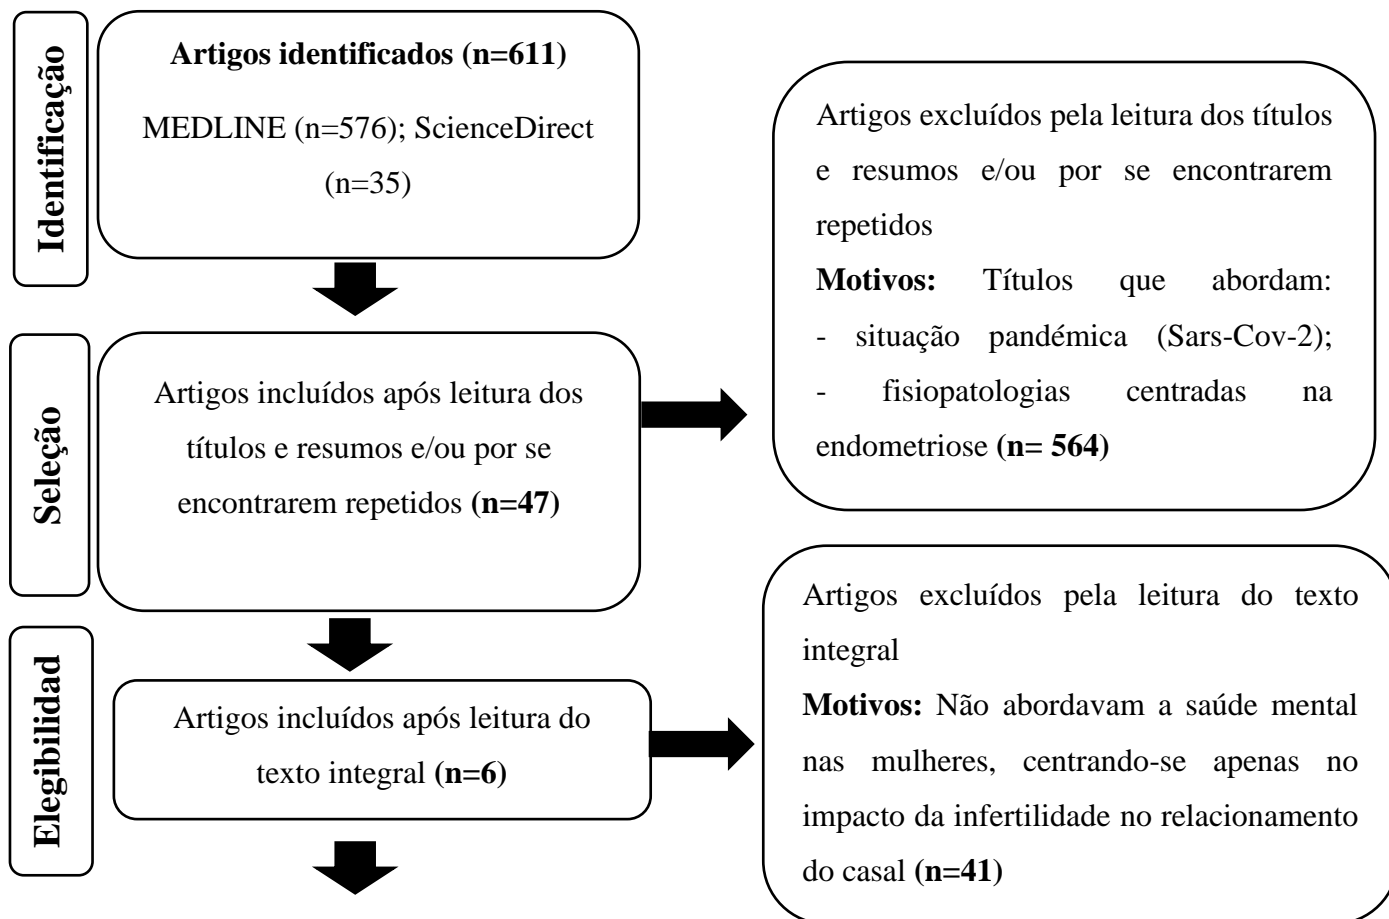 Identificação
Artigos identificados (n=611)
MEDLINE (n=576); ScienceDirect
(n=35)
Artigos excluídos pela leitura dos títulos
e resumos e/ou por se encontrarem
repetidos
Motivos: Títulos que abordam:
- situação pandémica (Sars-Cov-2);
- fisiopatologias centradas na
endometriose (n= 564)
Seleção
Artigos incluídos após leitura dos
títulos e resumos e/ou por se
encontrarem repetidos (n=47)
Artigos excluídos pela leitura do texto
integral
Motivos: Não abordavam a saúde mental
nas mulheres, centrando-se apenas no
impacto da infertilidade no relacionamento
do casal (n=41)
Elegibilidad
Artigos incluídos após leitura do
texto integral (n=6)